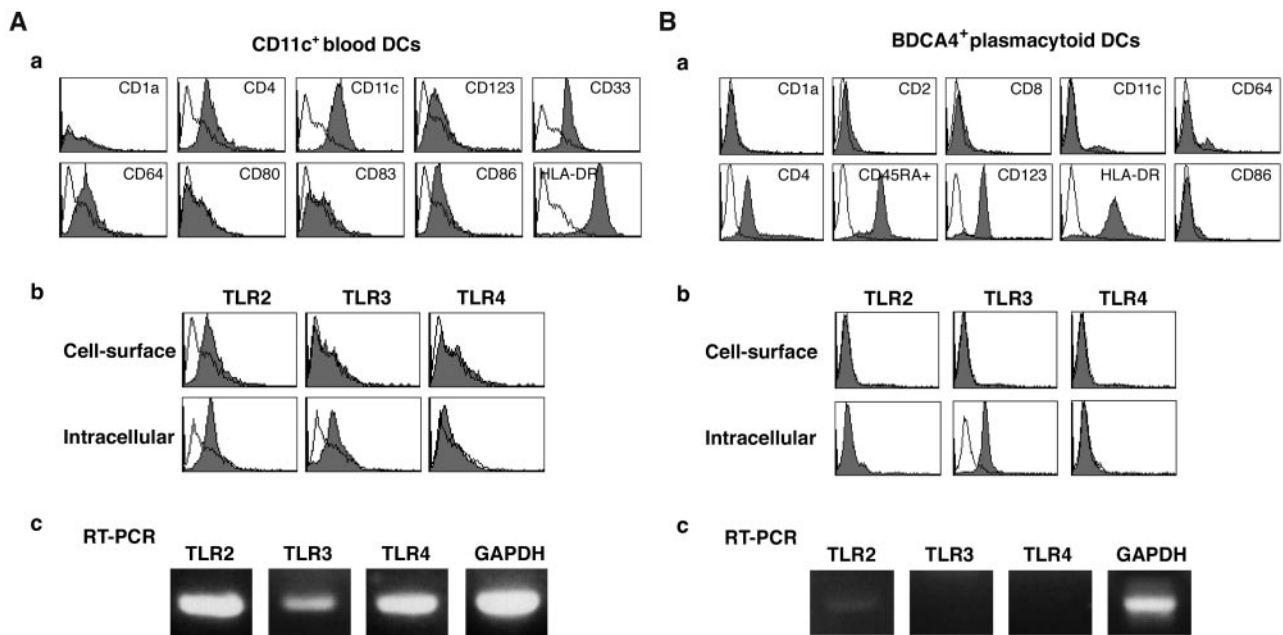 A
CD11c+ blood DCs
a
CD1a CD4 CD11c CD123 CD33
CD64 CD80 CD83 CD86 HLA-DR
b
TLR2 TLR3 TLR4
Cell-surface
Intracellular
c
RT-PCR
TLR2 TLR3 TLR4 GAPDH
B
BDCA4+ plasmacytoid DCs
a
CD1a CD2 CD8 CD11c CD64
CD4 CD45RA+ CD123 HLA-DR CD86
b
TLR2 TLR3 TLR4
Cell-surface
Intracellular
c
RT-PCR
TLR2 TLR3 TLR4 GAPDH